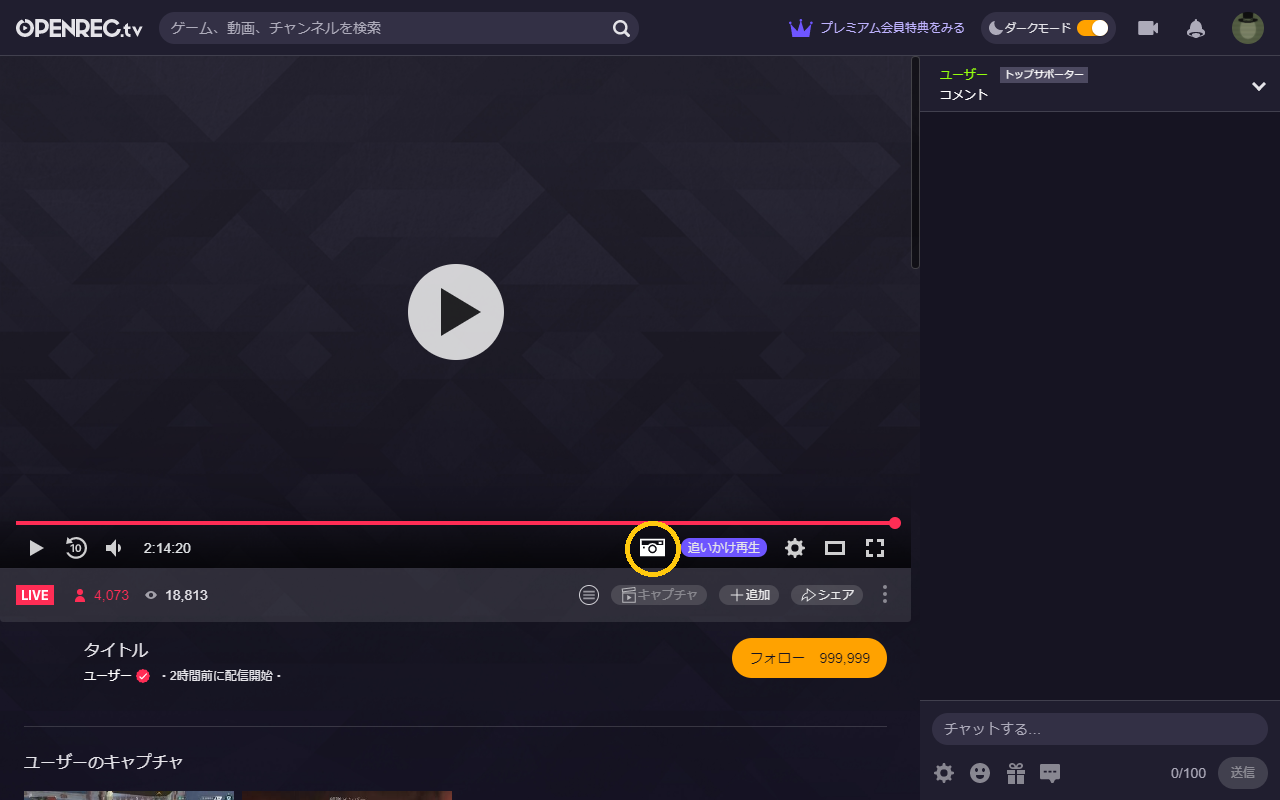 OPENREC.tv
ゲーム、動画、チャンネルを検索
プレミアム会員特典をみる
ダークモード
ユーザー トップサポーター
コメント
10
2:14:20
追いかけ再生
LIVE 4,073 18,813
キャプチャ
追加
シェア
タイトル
ユーザー - 2時間前に配信開始 -
フォロー 999,999
ユーザーのキャプチャ
チャットする…
0/100
送信